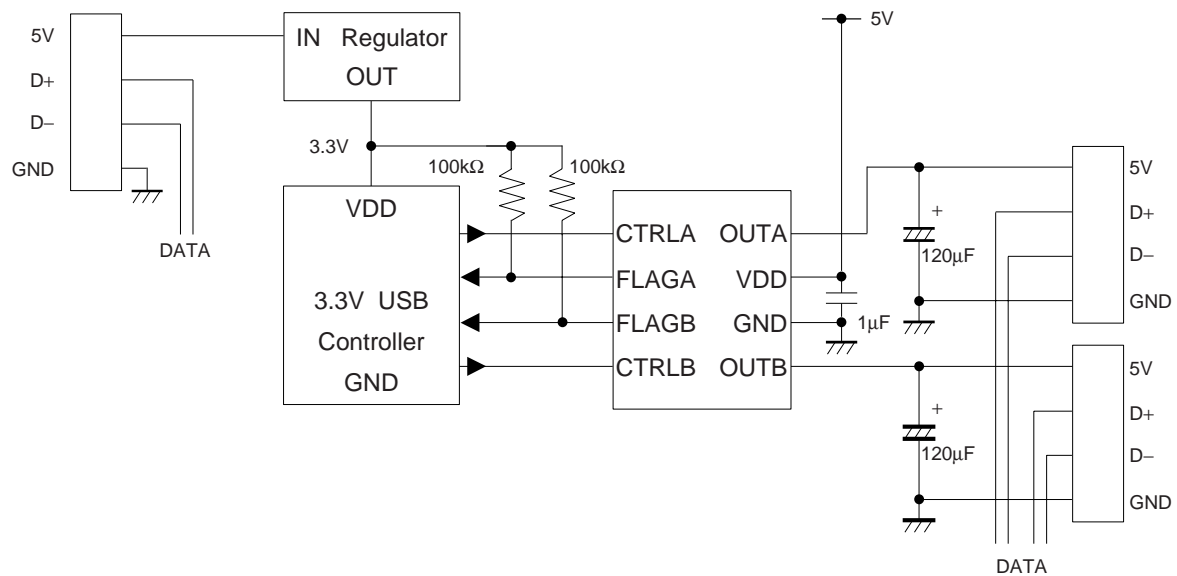 5V
D+
D−
GND
DATA
IN Regulator
OUT
3.3V
100kΩ 100kΩ
VDD
3.3V USB
Controller
GND
CTRLA OUTA
FLAGA VDD
FLAGB GND
CTRLB OUTB
5V
1μF
+
120μF
5V
D+
D−
GND
+
120μF
5V
D+
D−
GND
DATA